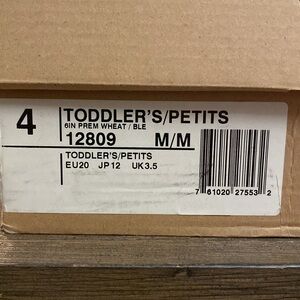 4
TODDLER'S/PETITS
6IN PREM WHEAT / BLE
12809 M/M
TODDLER'S/PETITS
EU20 JP12 UK3.5
7 61020 27553 2